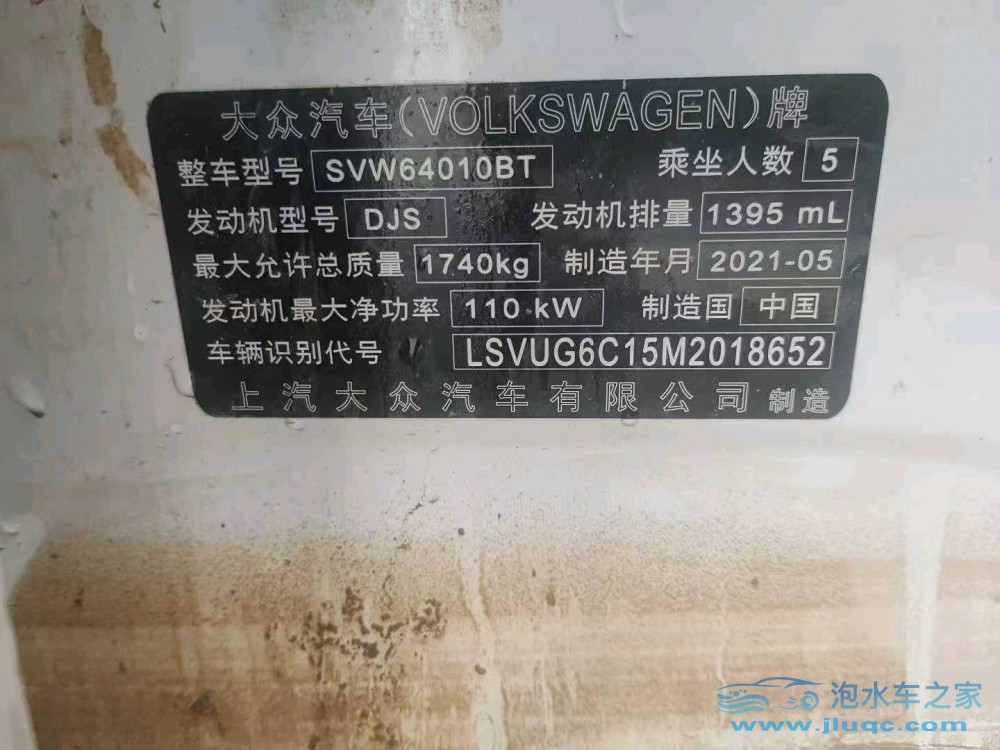 大众汽车(VOLKSWAGEN)牌
整车型号 SVW64010BT 乘坐人数 5
发动机型号 DJS 发动机排量 1395 mL
最大允许总质量 1740kg 制造年月 2021-05
发动机最大净功率 110 kW 制造国 中国
车辆识别代号 LSVUG6C15M2018652
上汽大众汽车有限公司 制造
泡水车之家
www.jluqc.com